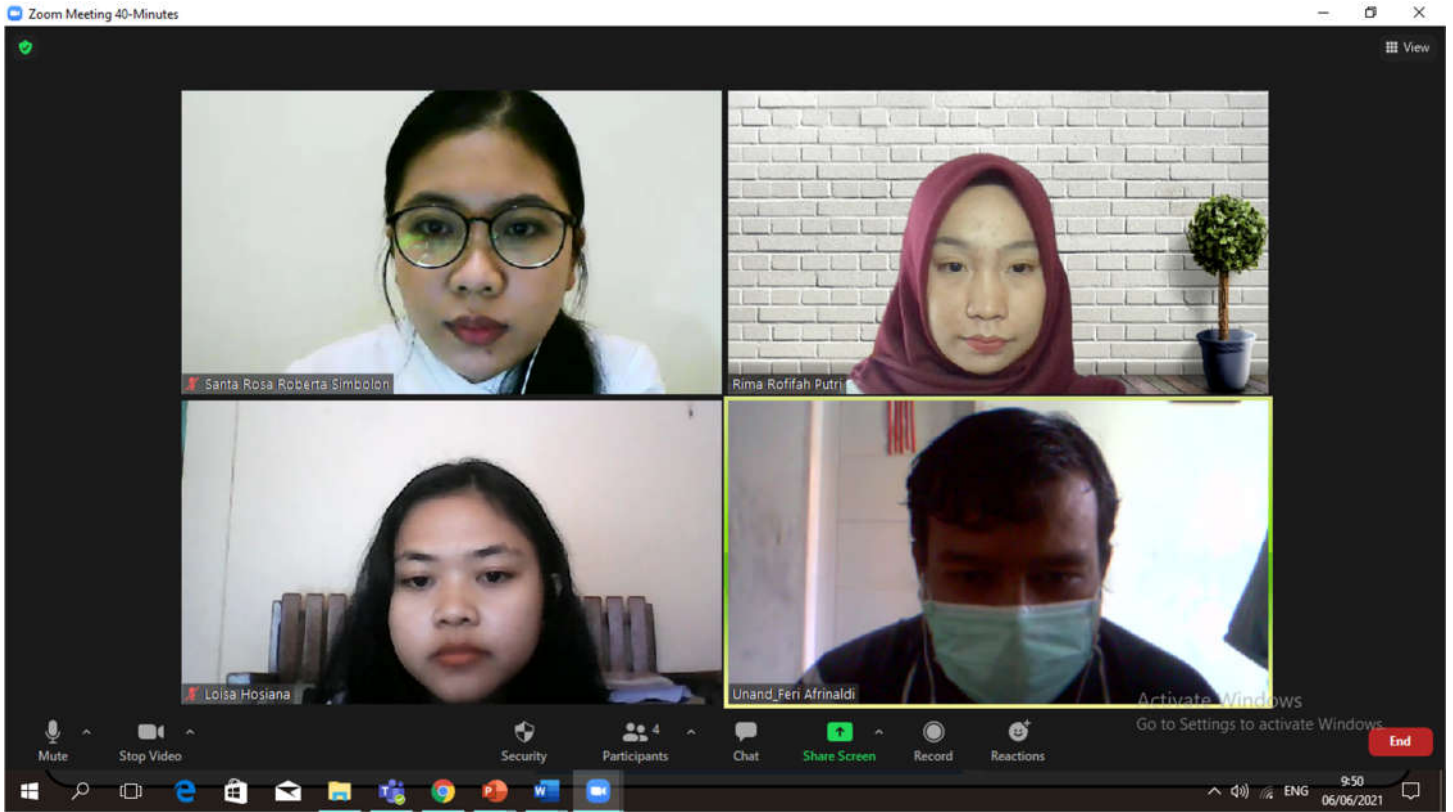 Zoom Meeting 40-Minutes
View
Santa Rosa Roberta Simbolon
Rima Rofifah Putri
Loisa Hosiana
Unand_Feri Afrinaldi
Activate Windows
Go to Settings to activate Windows.
Mute
Stop Video
Security
Participants
4
Chat
Share Screen
Record
Reactions
End
ENG
9:50
06/06/2021